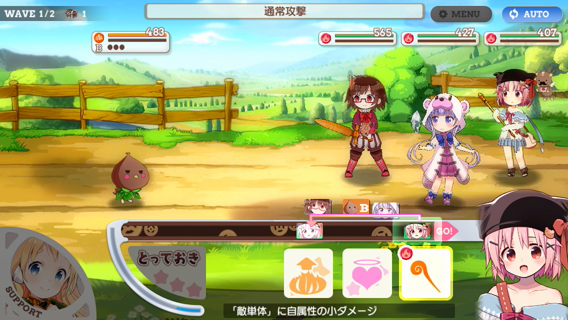 WAVE 1/2 1
通常攻撃
MENU
AUTO
483
B
565
427
407
B
GO!
とっておき
SUPPORT
「敵単体」に自属性の小ダメージ